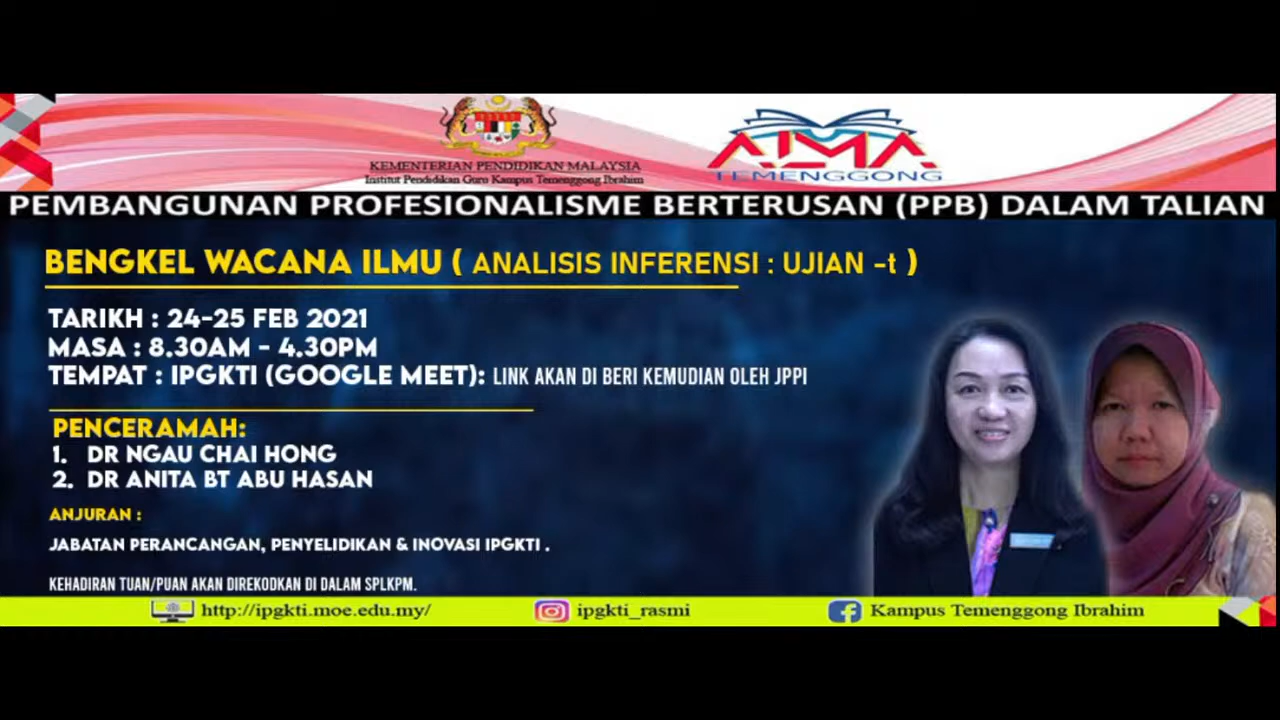 KEMENTERIAN PENDIDIKAN MALAYSIA
Institut Pendidikan Guru Kampus Temenggong Ibrahim
AIMA
TEMENGGONG
PEMBANGUNAN PROFESIONALISME BERTERUSAN (PPB) DALAM TALIAN
BENGKEL WACANA ILMU ( ANALISIS INFERENSI : UJIAN -t )
TARIKH : 24-25 FEB 2021
MASA : 8.30AM - 4.30PM
TEMPAT : IPGKTI (GOOGLE MEET): LINK AKAN DI BERI KEMUDIAN OLEH JPPI
PENCERAMAH:
1. DR NGAU CHAI HONG
2. DR ANITA BT ABU HASAN
ANJURAN :
JABATAN PERANCANGAN, PENYELIDIKAN & INOVASI IPGKTI .
KEHADIRAN TUAN/PUAN AKAN DIREKODKAN DI DALAM SPLKPM.
http://ipgkti.moe.edu.my/ ipgkti_rasmi Kampus Temenggong Ibrahim